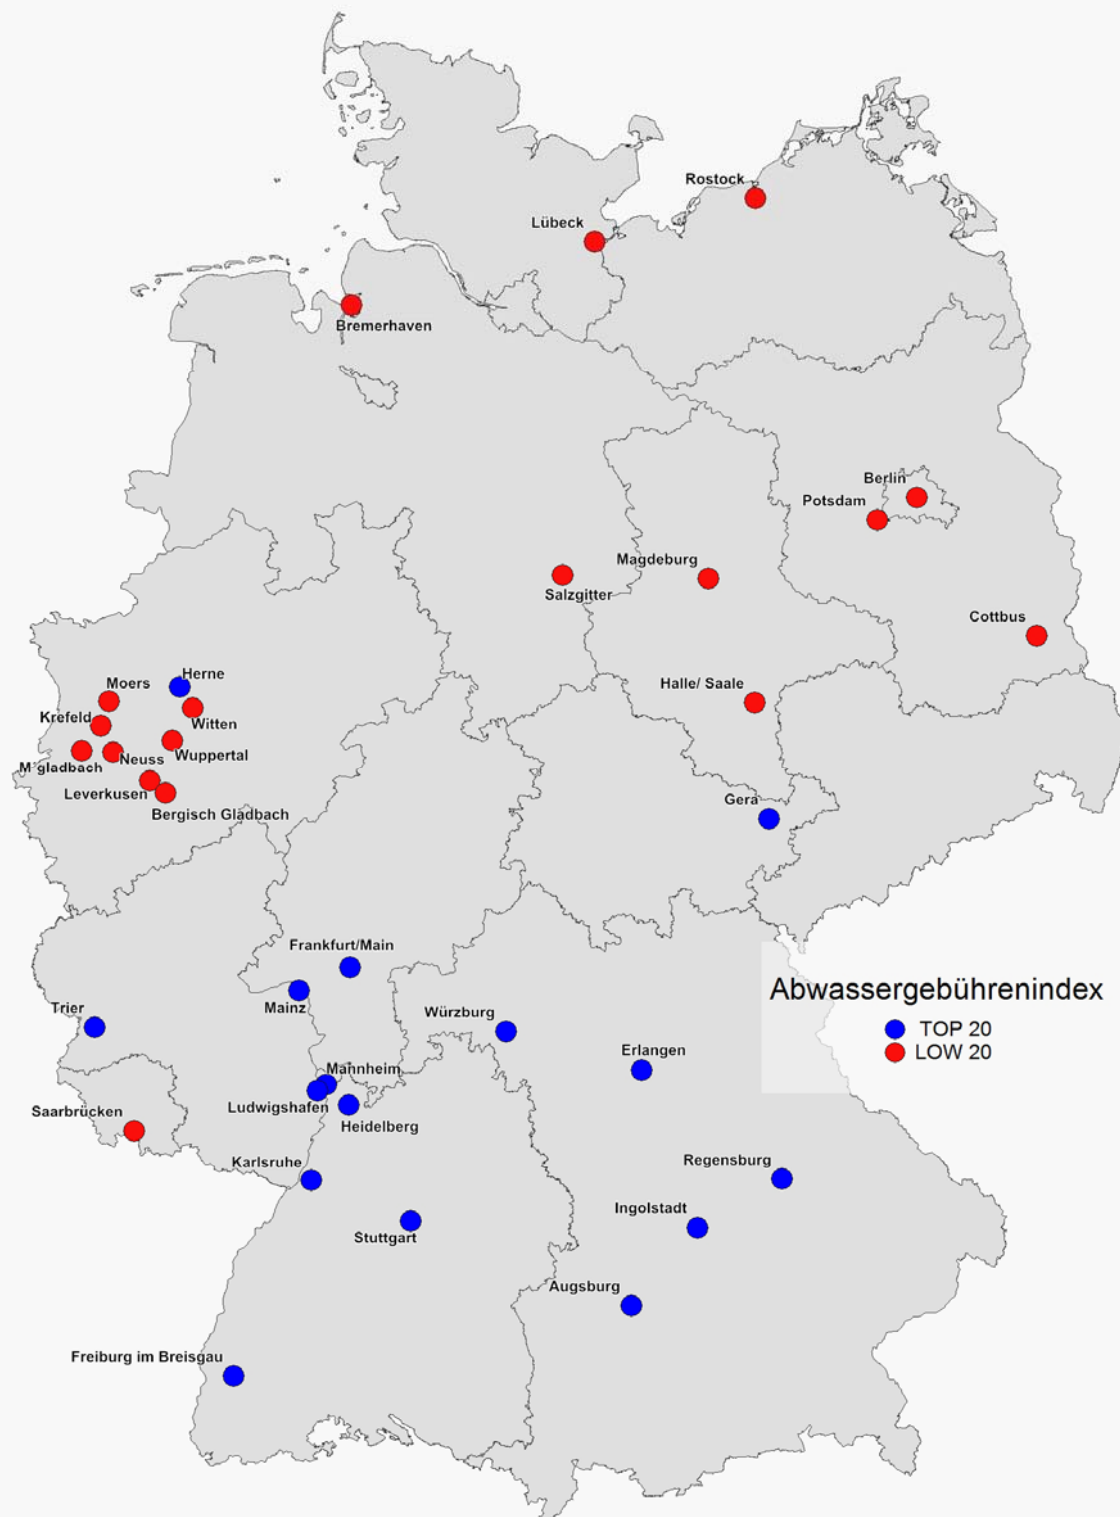 Rostock
Lübeck
Bremerhaven
Berlin
Potsdam
Magdeburg
Salzgitter
Cottbus
Herne
Moers
Halle/ Saale
Krefeld
Witten
Wuppertal
Neuss
M'gladbach
Leverkusen
Gera
Bergisch Gladbach
Frankfurt/Main
Abwassergebührenindex
Mainz
Trier
Würzburg
TOP 20
Erlangen
LOW 20
Mannheim
Ludwigshafen
Saarbrücken
Heidelberg
Karlsruhe
Regensburg
Ingolstadt
Stuttgart
Augsburg
Freiburg im Breisgau